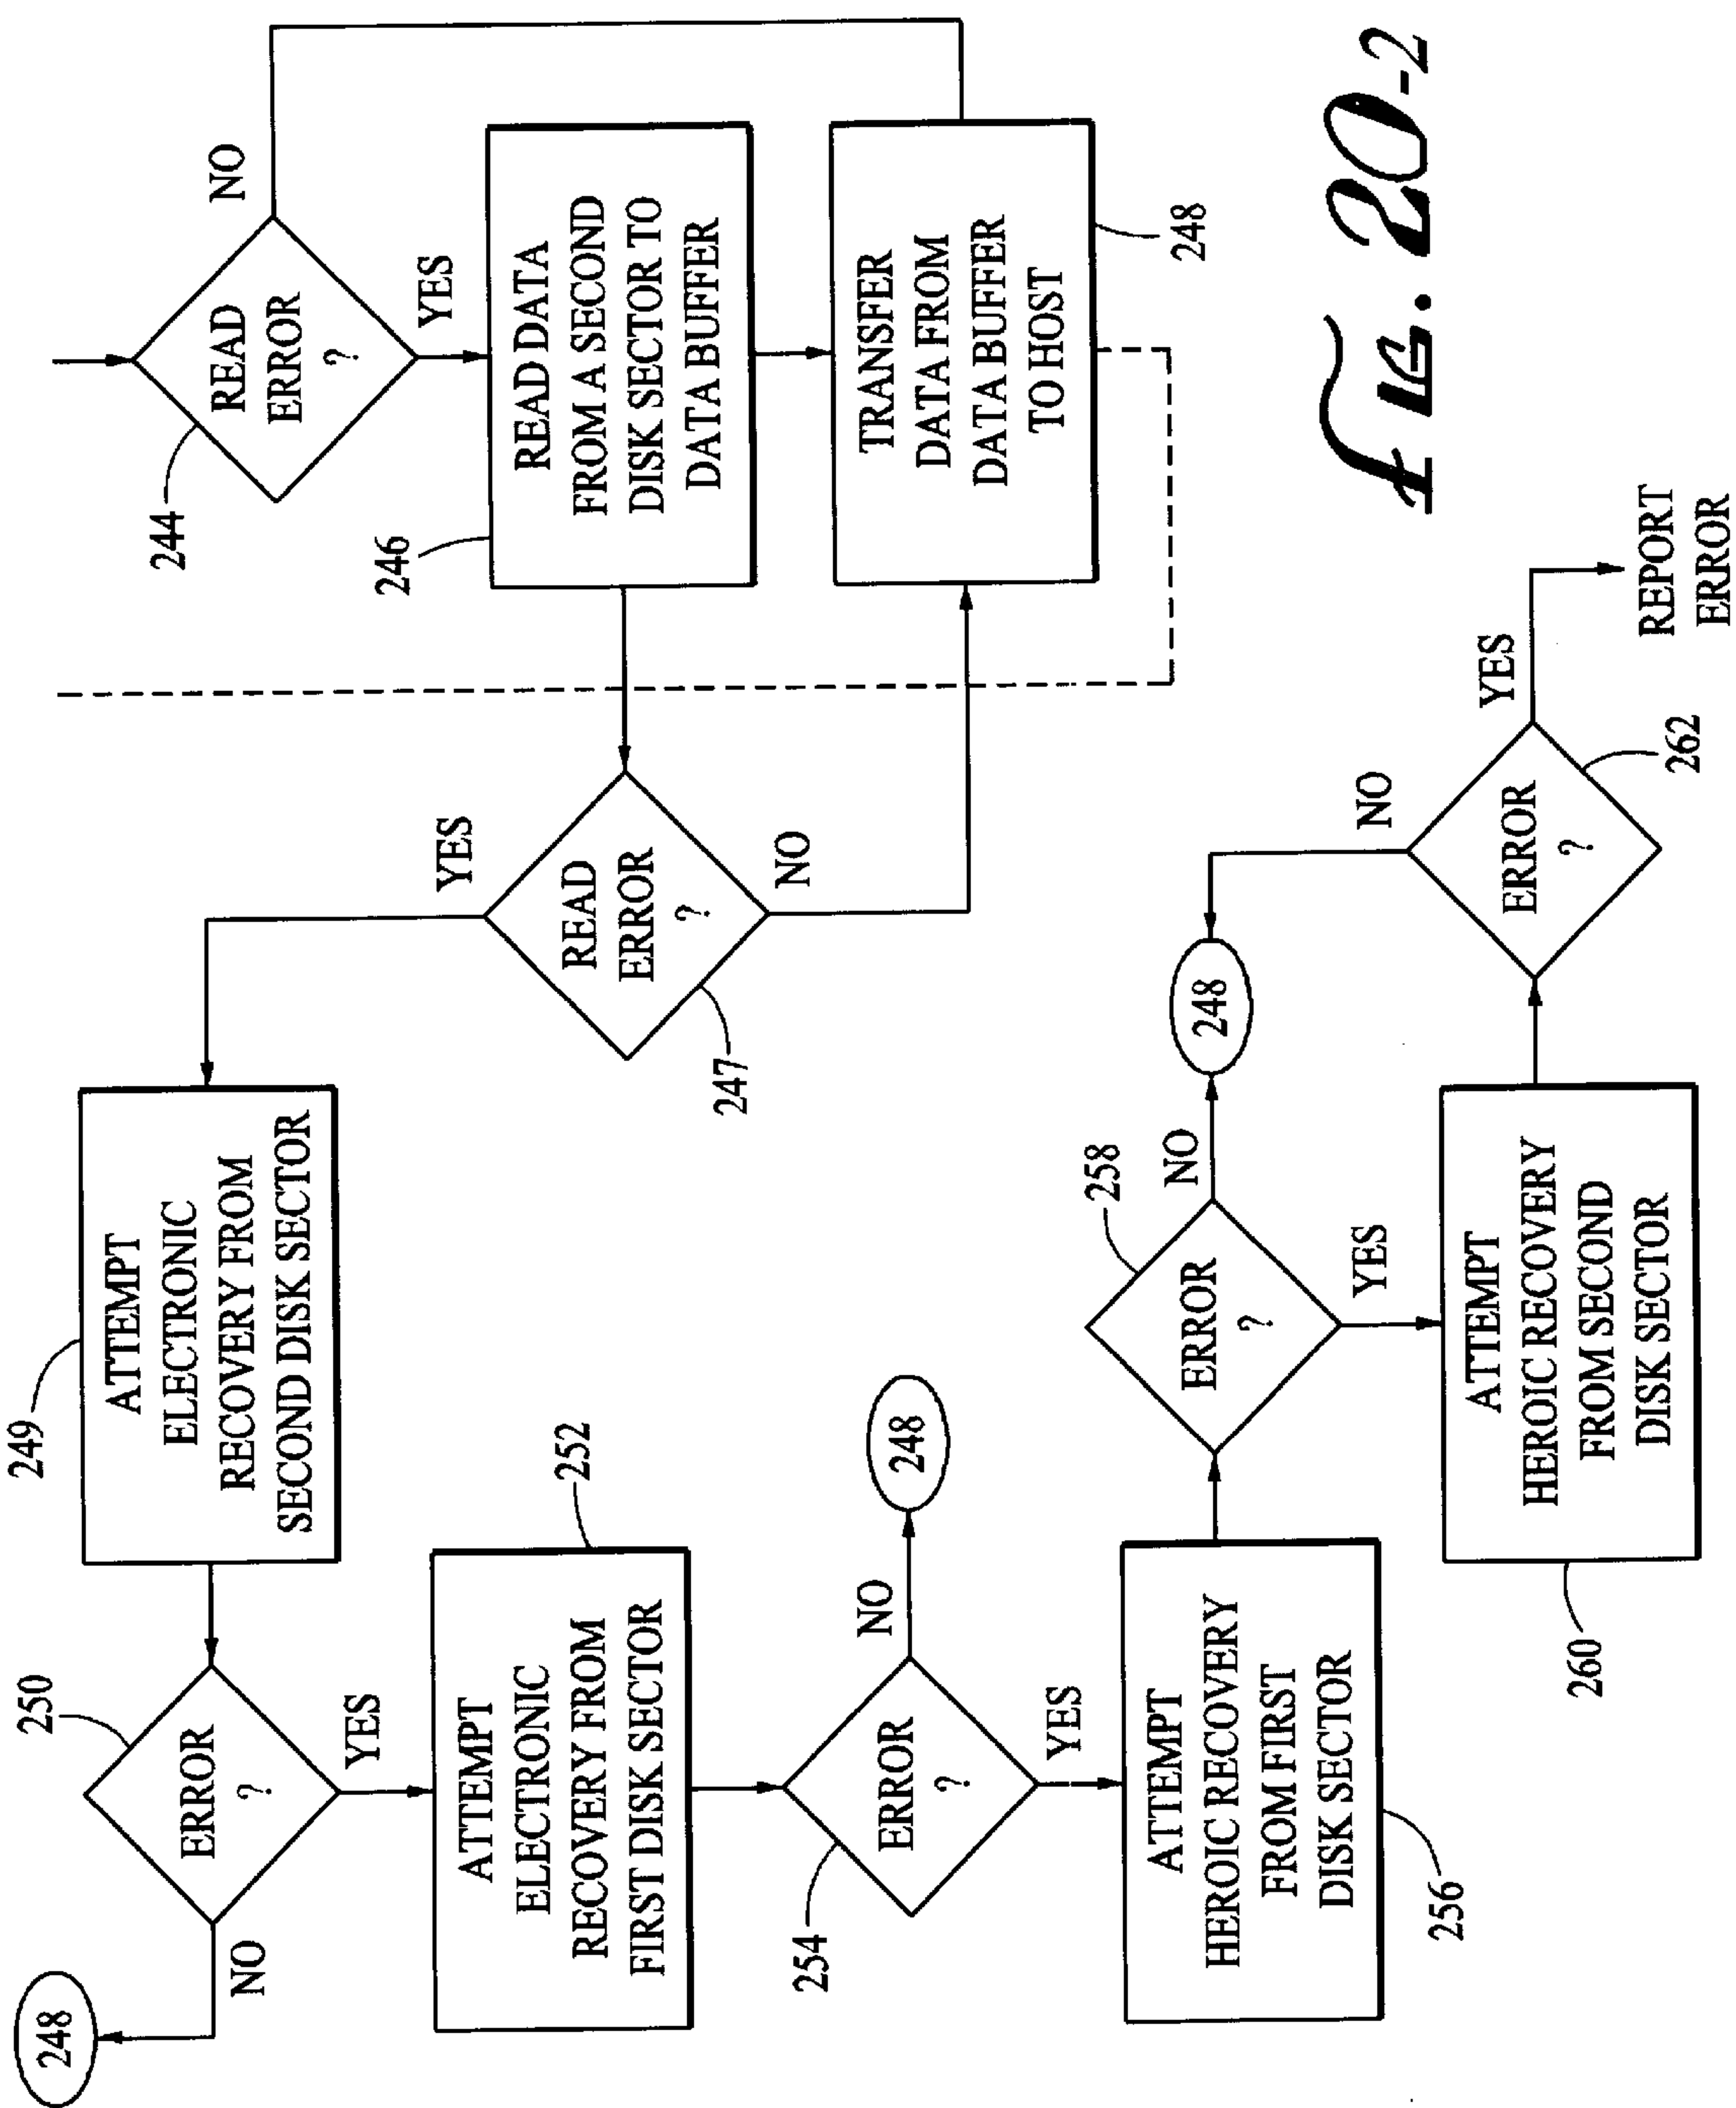 READ
ERROR
?
NO
YES
244
READ DATA
FROM A SECOND
DISK SECTOR TO
DATA BUFFER
246
TRANSFER
DATA FROM
DATA BUFFER
TO HOST
248
READ
ERROR
?
YES
NO
247
ATTEMPT
ELECTRONIC
RECOVERY FROM
SECOND DISK SECTOR
249
ERROR
?
250
NO
248
YES
ATTEMPT
ELECTRONIC
RECOVERY FROM
FIRST DISK SECTOR
252
ERROR
?
254
NO
248
YES
ATTEMPT
HEROIC RECOVERY
FROM FIRST
DISK SECTOR
256
ERROR
?
258
NO
248
YES
ATTEMPT
HEROIC RECOVERY
FROM SECOND
DISK SECTOR
260
ERROR
?
262
NO
YES
REPORT
ERROR
FIG. 20-2